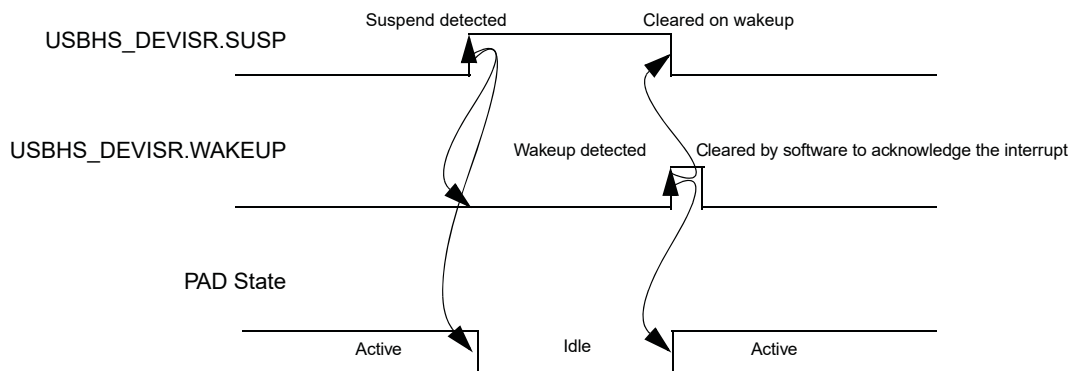 Suspend detected
Cleared on wakeup
USBHS_DEVISR.SUSP
USBHS_DEVISR.WAKEUP
Wakeup detected
Cleared by software to acknowledge the interrupt
PAD State
Active
Idle
Active